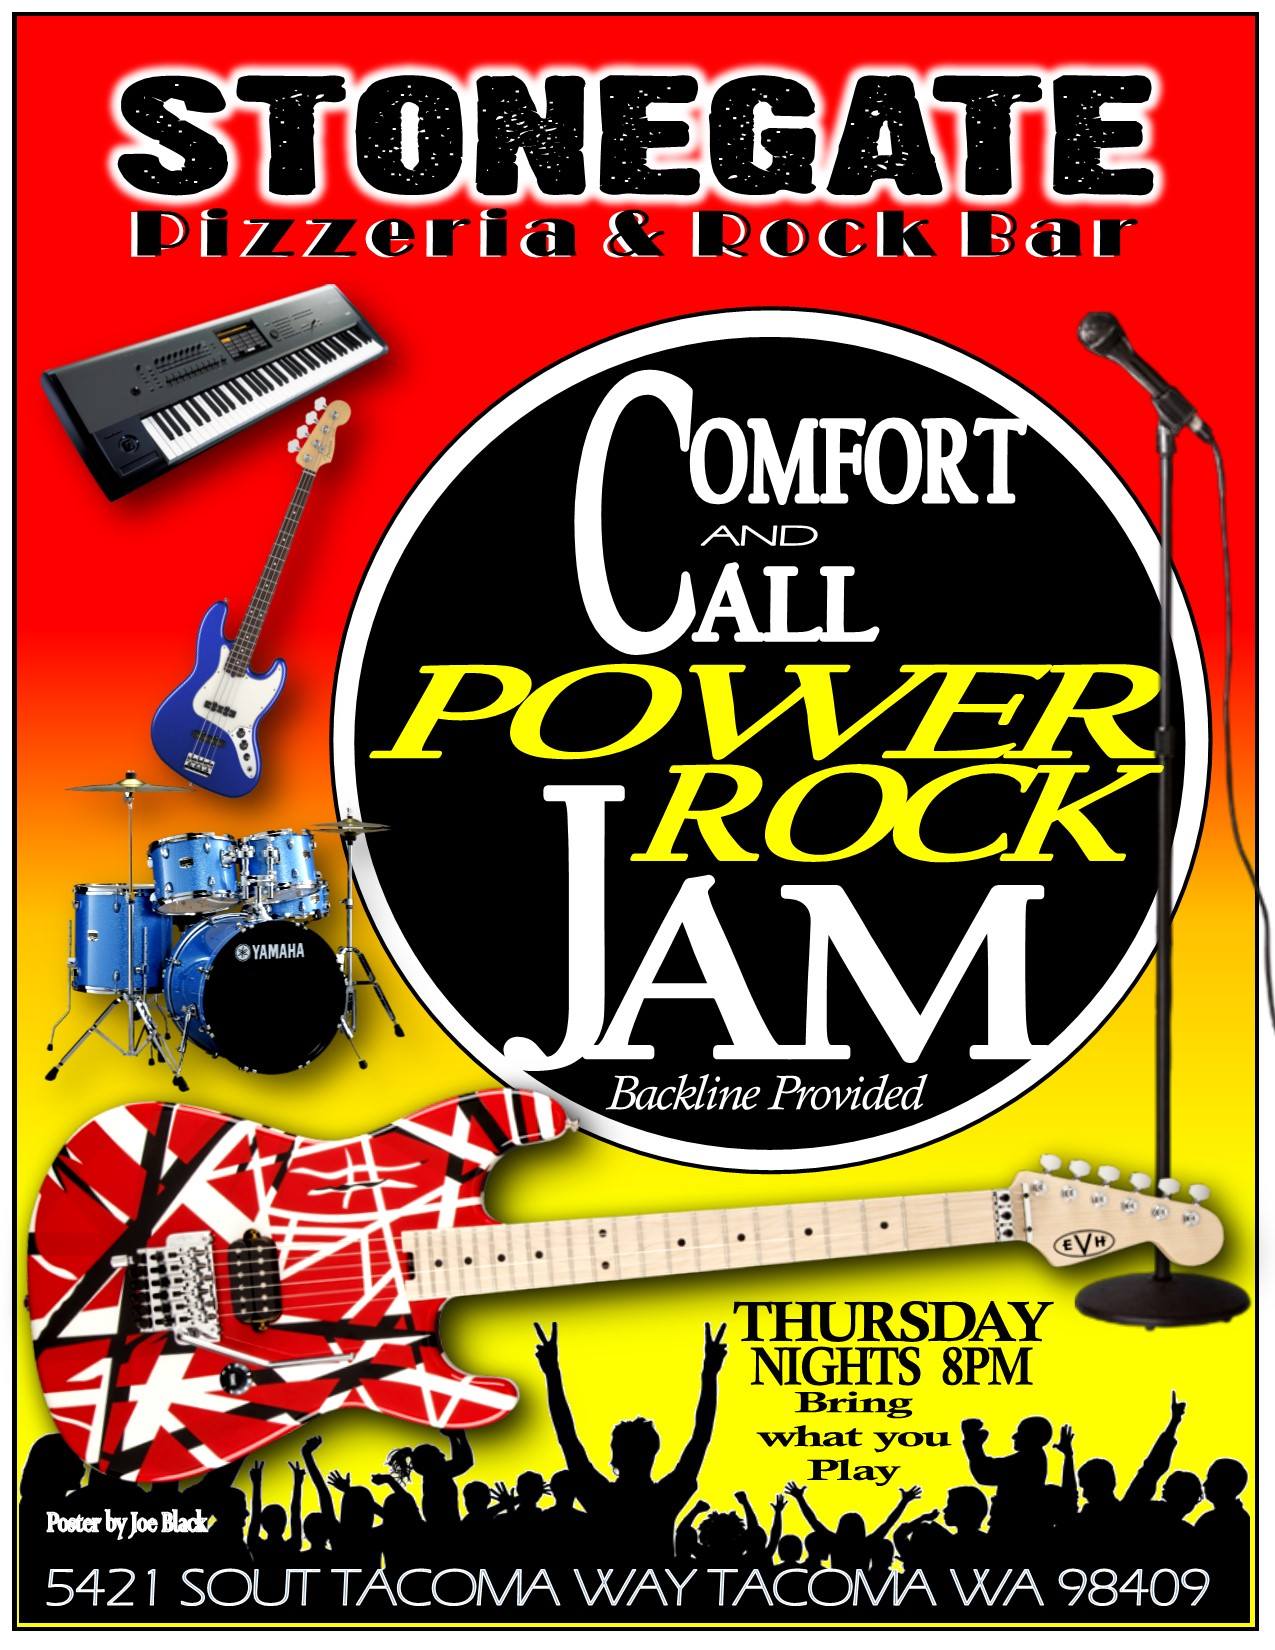 STONEGATE
Pizzeria & Rock Bar
COMFORT
AND
CALL
POWER
ROCK
JAM
Backline Provided
YAMAHA
EVH
THURSDAY
NIGHTS 8PM
Bring
what you
Play
Poster by Joe Black
5421 SOUT TACOMA WAY TACOMA WA 98409